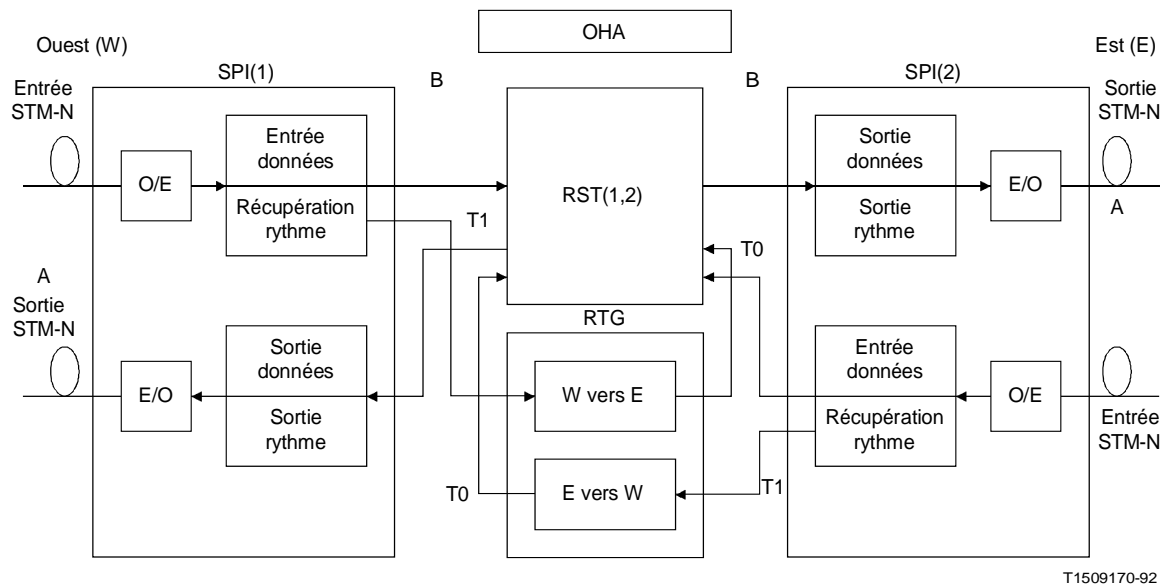 OHA
Ouest (W)
Est (E)
SPI(1)
B
B
SPI(2)
Entrée
STM-N
Sortie
STM-N
O/E
Entrée
données
Récupération
rythme
T1
RST(1,2)
Sortie
données
Sortie
rythme
E/O
A
T0
A
Sortie
STM-N
RTG
E/O
Sortie
données
Sortie
rythme
W vers E
Entrée
données
Récupération
rythme
O/E
Entrée
STM-N
T0
E vers W
T1
T1509170-92